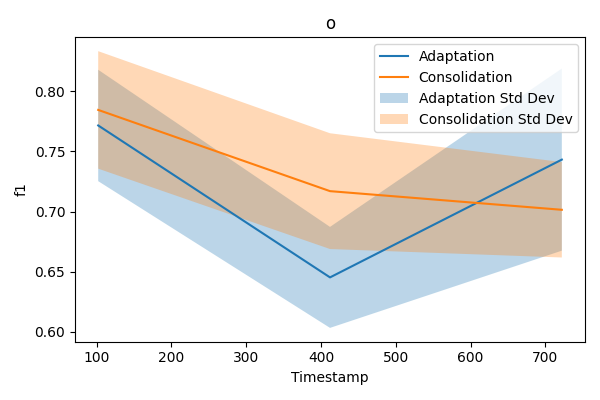 o
Adaptation
Consolidation
Adaptation Std Dev
Consolidation Std Dev
f1
0.80
0.75
0.70
0.65
0.60
100 200 300 400 500 600 700
Timestamp